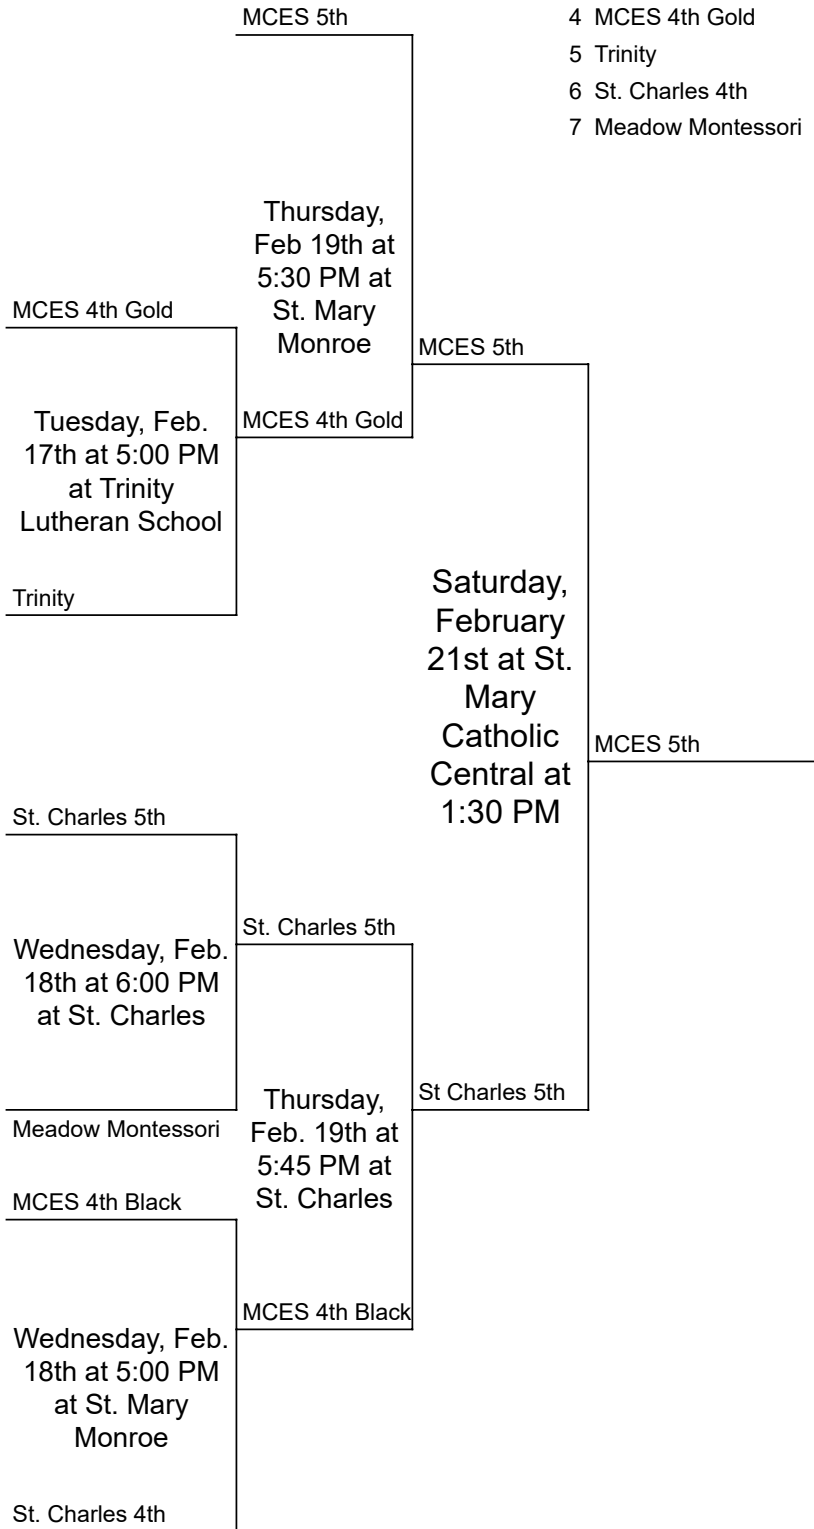 MCES 5th
4 MCES 4th Gold
5 Trinity
6 St. Charles 4th
7 Meadow Montessori
Thursday,
Feb 19th at
5:30 PM at
St. Mary
Monroe
MCES 4th Gold
MCES 5th
Tuesday, Feb.
17th at 5:00 PM
at Trinity
Lutheran School
MCES 4th Gold
Trinity
Saturday,
February
21st at St.
Mary
Catholic
Central at
1:30 PM
MCES 5th
St. Charles 5th
Wednesday, Feb.
18th at 6:00 PM
at St. Charles
St. Charles 5th
Meadow Montessori
Thursday,
Feb. 19th at
5:45 PM at
St. Charles
St Charles 5th
MCES 4th Black
MCES 4th Black
Wednesday, Feb.
18th at 5:00 PM
at St. Mary
Monroe
St. Charles 4th